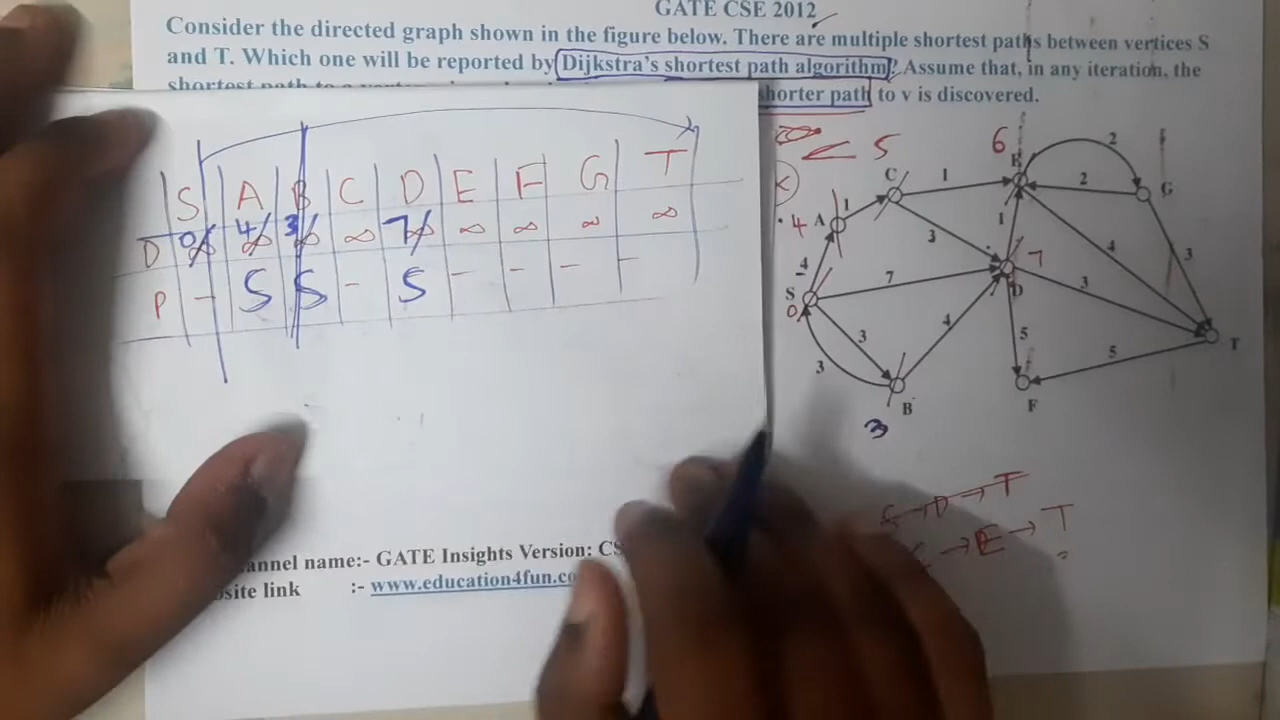 GATE CSE 2012
Consider the directed graph shown in the figure below. There are multiple shortest paths between vertices S
and T. Which one will be reported by Dijkstra's shortest path algorithm? Assume that, in any iteration, the
shortest path to a
shorter path to v is discovered.
S A B C D E F G T
D 0 ∞ 4 ∞ 3 ∞ ∞ 7 ∞ ∞ ∞ ∞ ∞
P - S S - S - - - -
< 5
6
E 2
C 1 2 G
4 A 1
1
3 4 3
4
S 7 7
0 D 3
3 4 5 5 T
3
B F
3
S → D → T
→ E → T
annel name:- GATE Insights Version: CS
site link :- www.education4fun.co